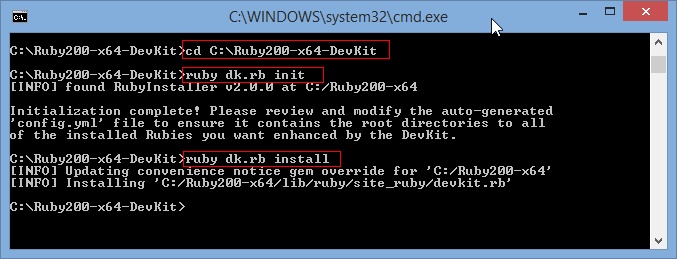 C:\WINDOWS\system32\cmd.exe
C:\Ruby200-x64-DevKit>cd C:\Ruby200-x64-DevKit
C:\Ruby200-x64-DevKit>ruby dk.rb init
[INFO] found RubyInstaller v2.0.0 at C:/Ruby200-x64
Initialization complete! Please review and modify the auto-generated
'config.yml' file to ensure it contains the root directories to all
of the installed Rubies you want enhanced by the DevKit.
C:\Ruby200-x64-DevKit>ruby dk.rb install
[INFO] Updating convenience notice gem override for 'C:/Ruby200-x64'
[INFO] Installing 'C:/Ruby200-x64/lib/ruby/site_ruby/devkit.rb'
C:\Ruby200-x64-DevKit>